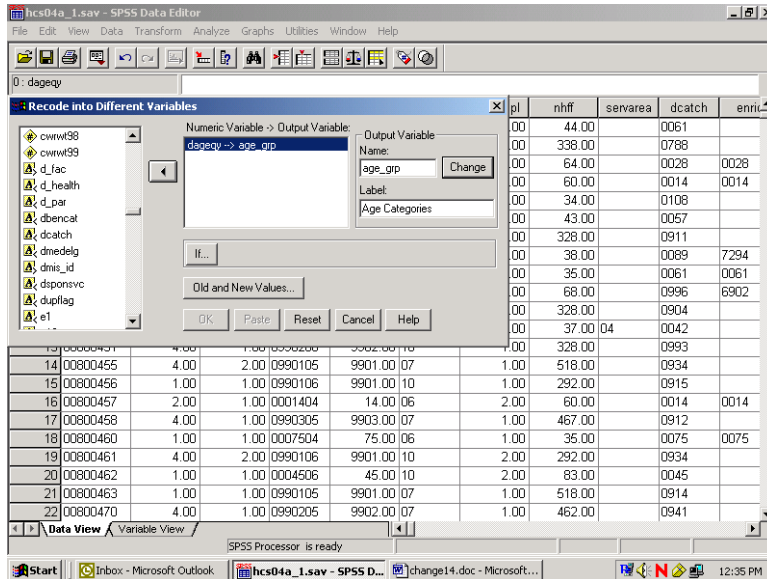 hcs04a_1.sav - SPSS Data Editor
File Edit View Data Transform Analyze Graphs Utilities Window Help
0 : dageqy
Recode into Different Variables
cwrwt98
cwrwt99
d_fac
d_health
d_par
dbencat
dcatch
dmedelg
dmis_id
dsponsvc
dupflag
e1
Numeric Variable -> Output Variable:
dageqy --> age_grp
Output Variable
Name:
age_grp
Change
Label:
Age Categories
If...
Old and New Values...
OK Paste Reset Cancel Help
pl nhff servarea dcatch enric
.00 44.00 0061
.00 338.00 0788
.00 64.00 0028 0028
.00 60.00 0014 0014
.00 34.00 0108
.00 43.00 0057
.00 328.00 0911
.00 38.00 0089 7294
.00 35.00 0061 0061
.00 68.00 0996 6902
.00 328.00 0904
.00 37.00 04 0042
1.00 328.00 0993
14 00800455 4.00 2.00 0990105 9901.00 07 1.00 518.00 0934
15 00800456 1.00 1.00 0990106 9901.00 10 1.00 292.00 0915
16 00800457 2.00 1.00 0001404 14.00 06 2.00 60.00 0014 0014
17 00800458 4.00 1.00 0990305 9903.00 07 1.00 467.00 0912
18 00800460 1.00 1.00 0007504 75.00 06 1.00 35.00 0075 0075
19 00800461 4.00 2.00 0990106 9901.00 10 2.00 292.00 0934
20 00800462 1.00 1.00 0004506 45.00 10 2.00 83.00 0045
21 00800463 1.00 1.00 0990105 9901.00 07 1.00 518.00 0914
22 00800470 4.00 1.00 0990205 9902.00 07 1.00 462.00 0941
Data View Variable View
SPSS Processor is ready
Start Inbox - Microsoft Outlook hcs04a_1.sav - SPSS D... change14.doc - Microsoft... 12:35 PM